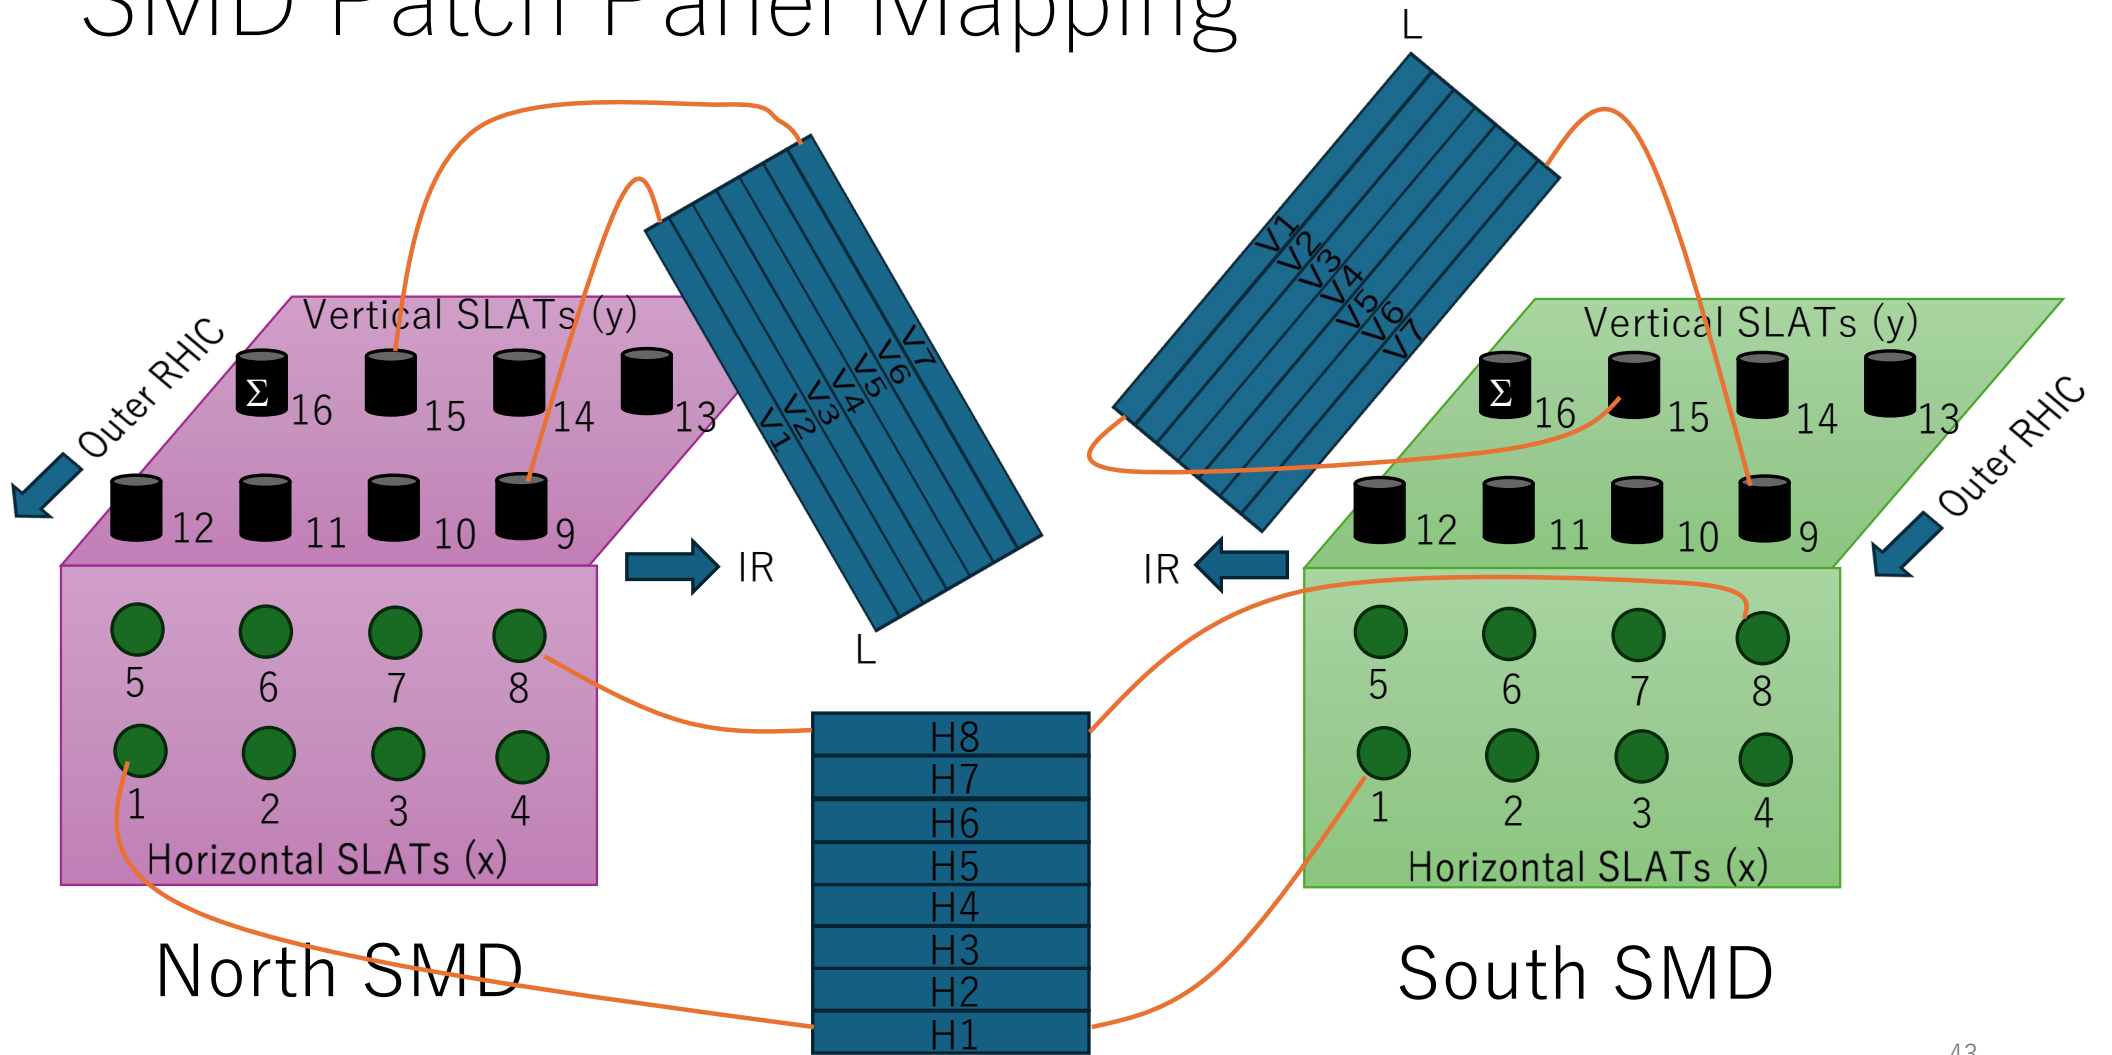 SMD Patch Panel Mapping
L
Outer RHIC
Vertical SLATs (y)
Σ
16
15
14
13
12
11
10
9
IR
V1
V2
V3
V4
V5
V6
V7
L
5
6
7
8
1
2
3
4
Horizontal SLATs (x)
North SMD
H8
H7
H6
H5
H4
H3
H2
H1
V1
V2
V3
V4
V5
V6
V7
IR
Vertical SLATs (y)
Σ
16
15
14
13
12
11
10
9
Outer RHIC
5
6
7
8
1
2
3
4
Horizontal SLATs (x)
South SMD
43